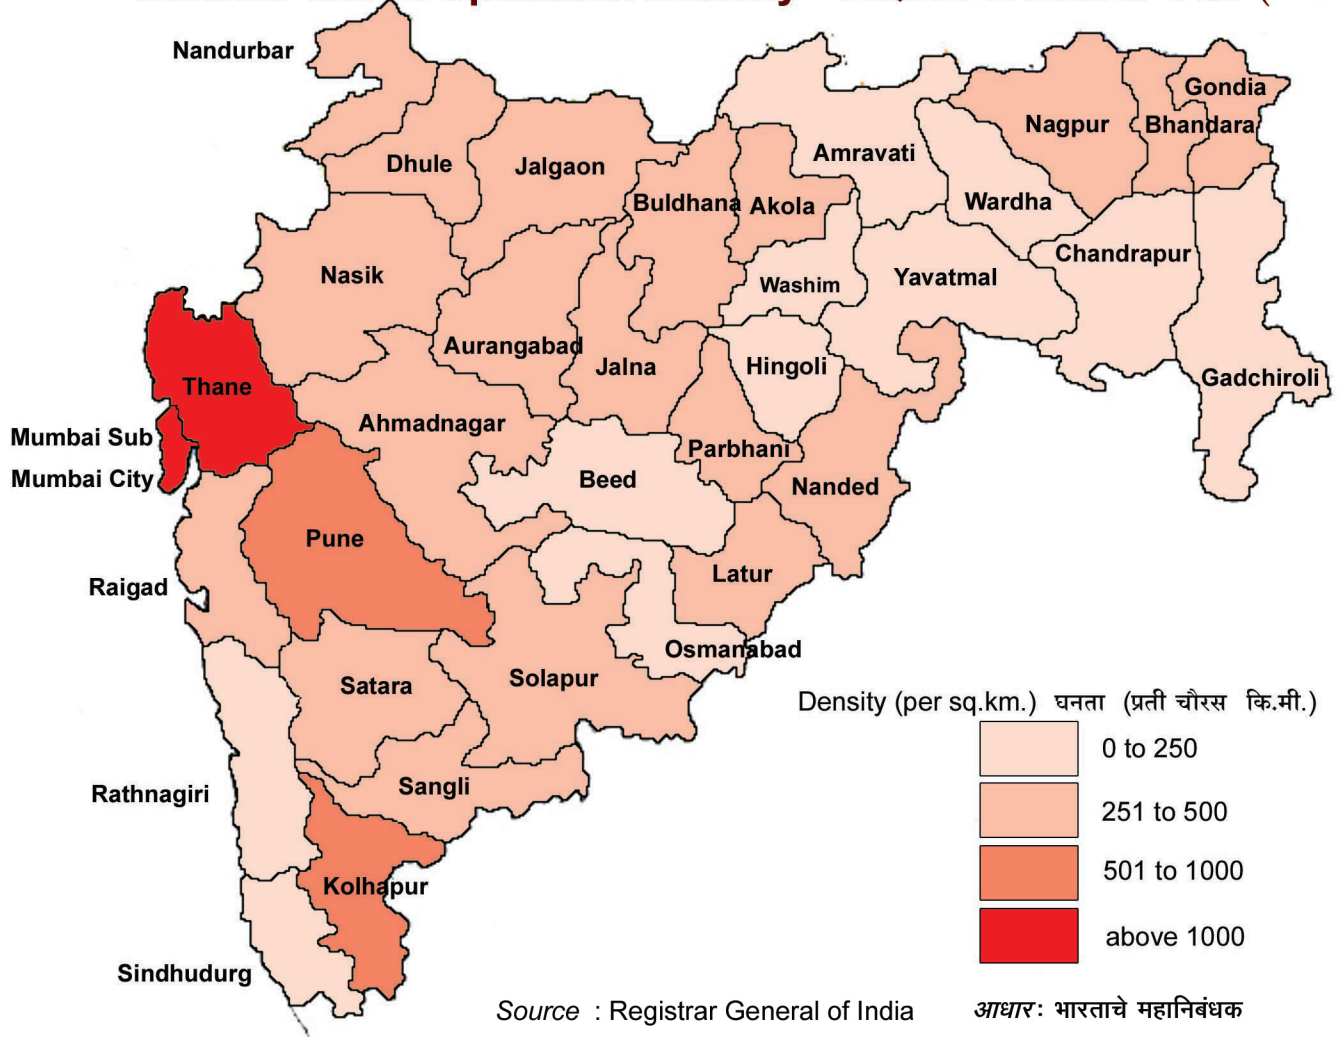 Nandurbar
Gondia
Nagpur
Bhandara
Amravati
Dhule
Jalgaon
Buldhana
Akola
Wardha
Chandrapur
Nasik
Washim
Yavatmal
Aurangabad
Jalna
Hingoli
Gadchiroli
Thane
Ahmadnagar
Mumbai Sub
Parbhani
Mumbai City
Beed
Nanded
Pune
Latur
Raigad
Osmanabad
Satara
Solapur
Density (per sq.km.) घनता (प्रती चौरस कि.मी.)
0 to 250
Sangli
Rathnagiri
251 to 500
501 to 1000
Kolhapur
above 1000
Sindhudurg
Source : Registrar General of India
आधार : भारताचे महानिबंधक